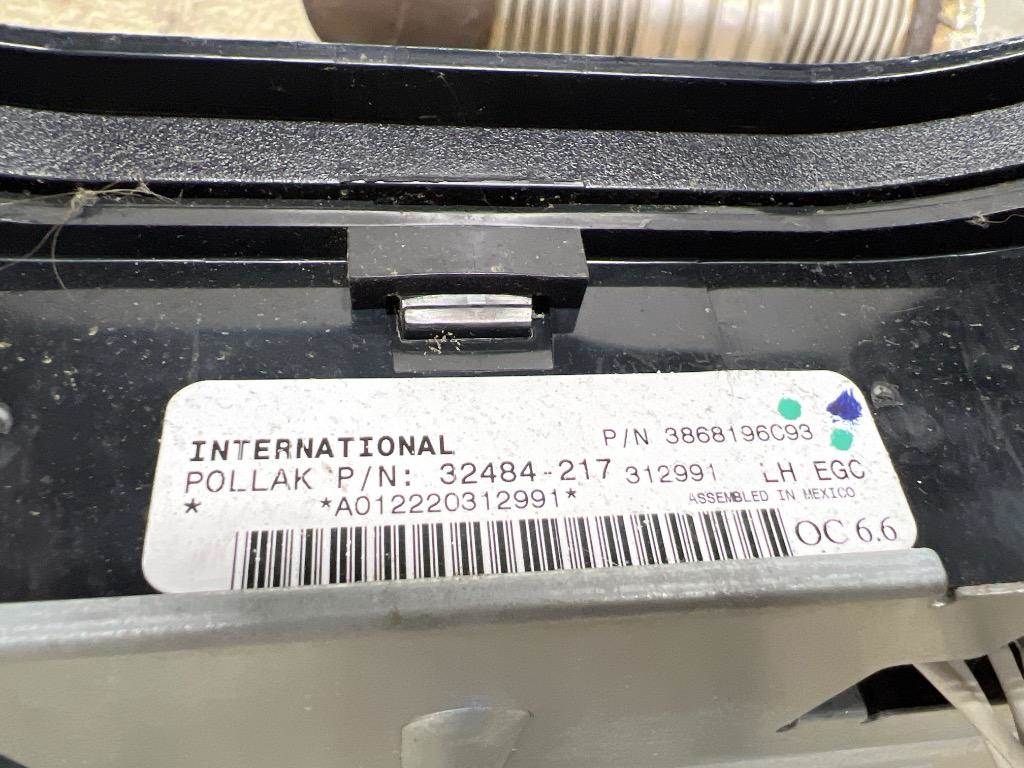 INTERNATIONAL P/N 3868196C93
POLLAK P/N: 32484-217 312991 LH EGC
* *A012220312991* ASSEMBLED IN MEXICO
OC 6.6